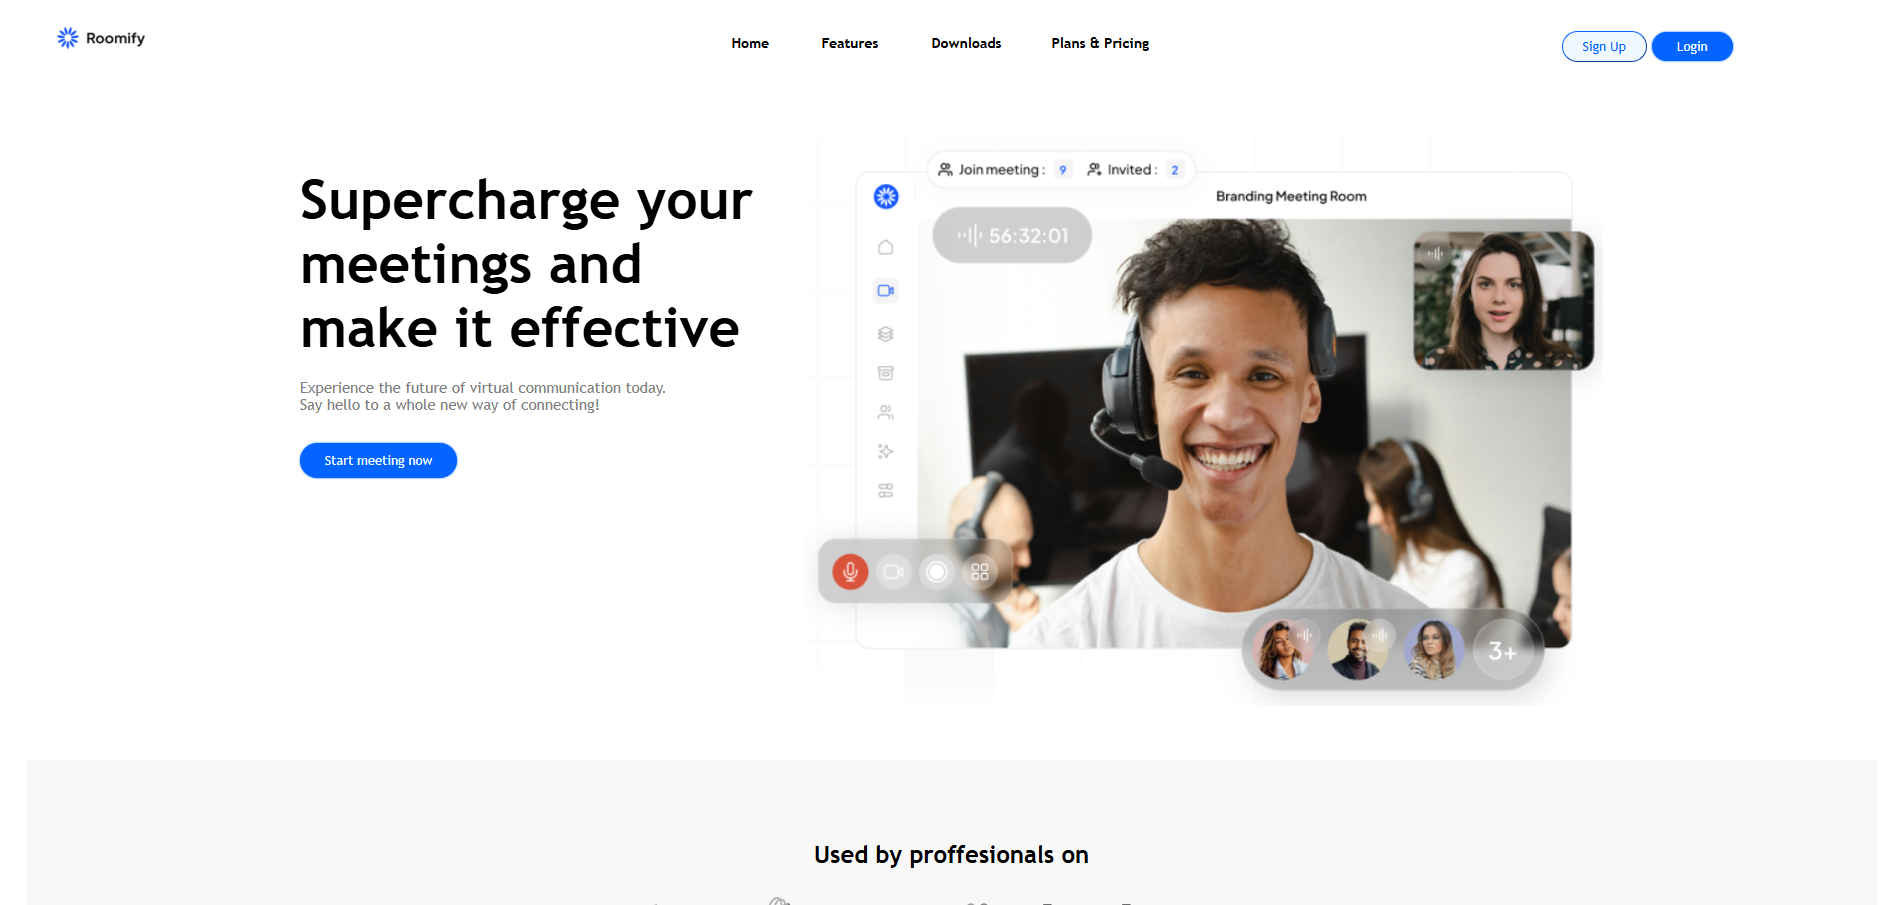 Roomify
Home
Features
Downloads
Plans & Pricing
Sign Up
Login
Supercharge your
meetings and
make it effective
Experience the future of virtual communication today.
Say hello to a whole new way of connecting!
Start meeting now
Join meeting : 9
Invited : 2
Branding Meeting Room
56:32:01
3+
Used by proffesionals on